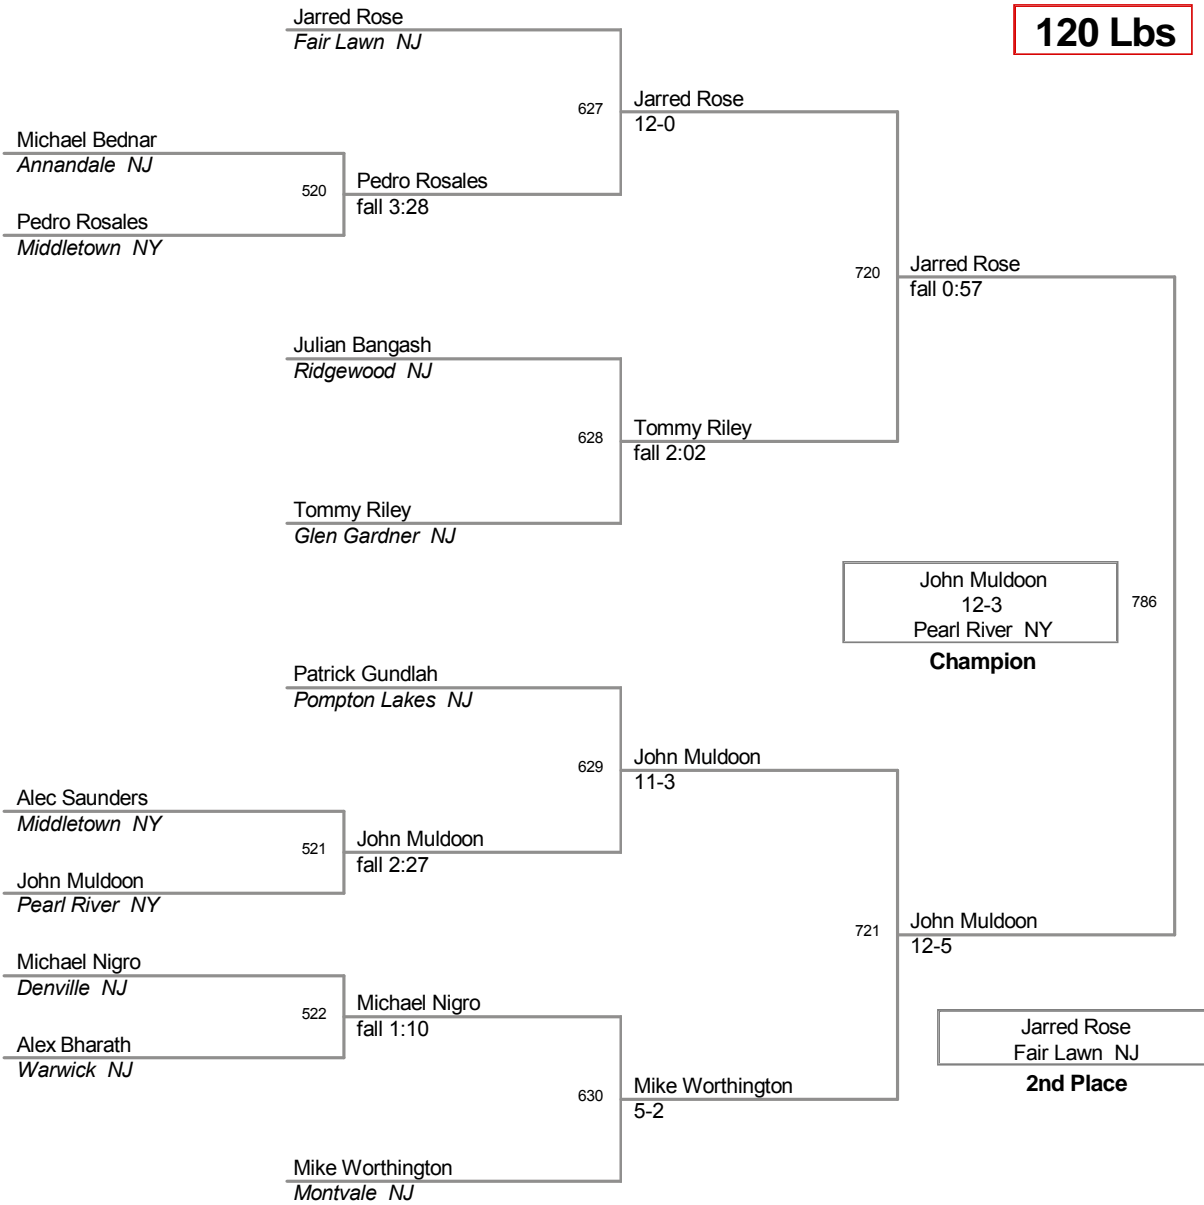 Jarred Rose
Fair Lawn  NJ
120 Lbs
627
Jarred Rose
12-0
Michael Bednar
Annandale  NJ
520
Pedro Rosales
fall 3:28
Pedro Rosales
Middletown  NY
720
Jarred Rose
fall 0:57
Julian Bangash
Ridgewood  NJ
628
Tommy Riley
fall 2:02
Tommy Riley
Glen Gardner  NJ
John Muldoon
12-3
Pearl River  NY
Champion
786
Patrick Gundlah
Pompton Lakes  NJ
629
John Muldoon
11-3
Alec Saunders
Middletown  NY
521
John Muldoon
fall 2:27
John Muldoon
Pearl River  NY
721
John Muldoon
12-5
Michael Nigro
Denville  NJ
522
Michael Nigro
fall 1:10
Alex Bharath
Warwick  NJ
Jarred Rose
Fair Lawn  NJ
2nd Place
630
Mike Worthington
5-2
Mike Worthington
Montvale  NJ